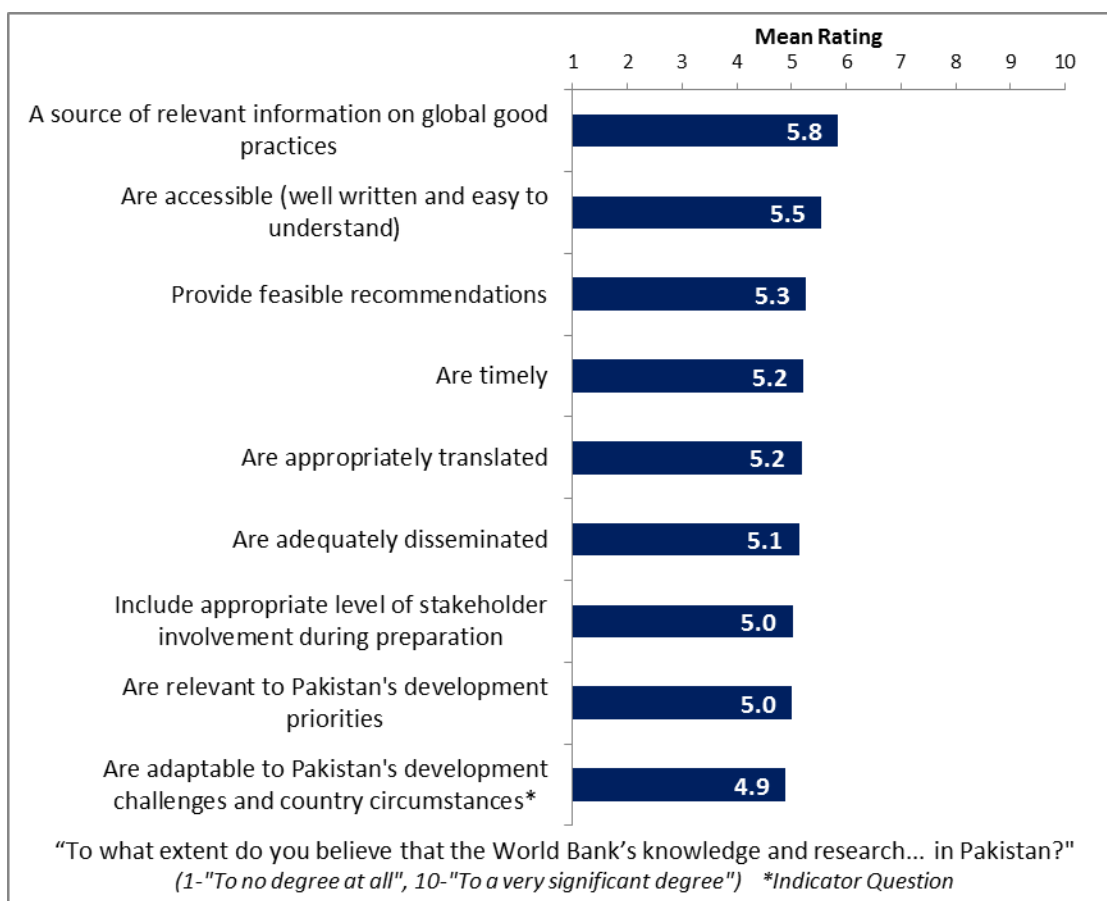 Mean Rating
1 2 3 4 5 6 7 8 9 10
A source of relevant information on global good
practices
5.8
Are accessible (well written and easy to
understand)
5.5
Provide feasible recommendations
5.3
Are timely
5.2
Are appropriately translated
5.2
Are adequately disseminated
5.1
Include appropriate level of stakeholder
involvement during preparation
5.0
Are relevant to Pakistan's development
priorities
5.0
Are adaptable to Pakistan's development
challenges and country circumstances*
4.9
“To what extent do you believe that the World Bank’s knowledge and research... in Pakistan?"
(1-"To no degree at all", 10-"To a very significant degree") *Indicator Question